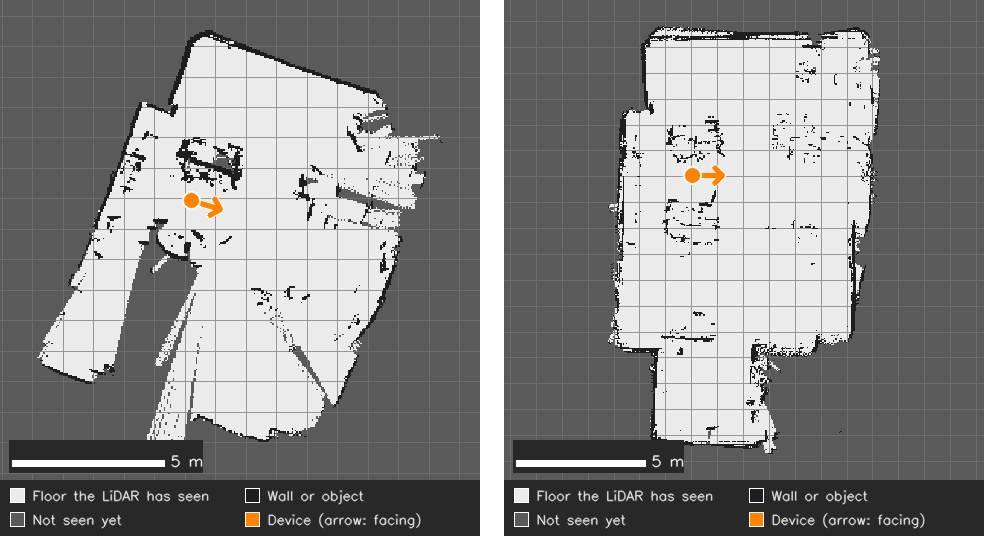 5 m
Floor the LiDAR has seen
Wall or object
Not seen yet
Device (arrow: facing)
5 m
Floor the LiDAR has seen
Wall or object
Not seen yet
Device (arrow: facing)